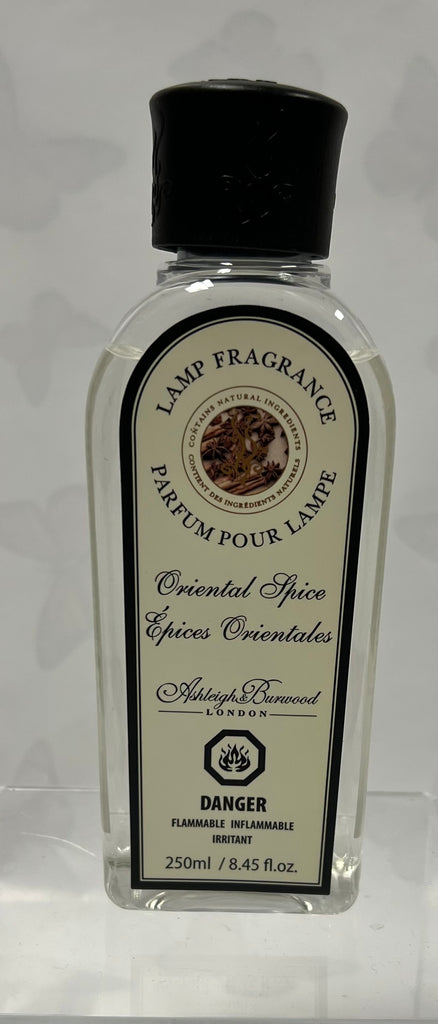 LAMP FRAGRANCE
CONTAINS NATURAL INGREDIENTS
CONTIENT DES INGRÉDIENTS NATURELS
PARFUM POUR LAMPE
Oriental Spice
Épices Orientales
Ashleigh & Burwood
LONDON
DANGER
FLAMMABLE INFLAMMABLE
IRRITANT
250ml / 8.45 fl.oz.